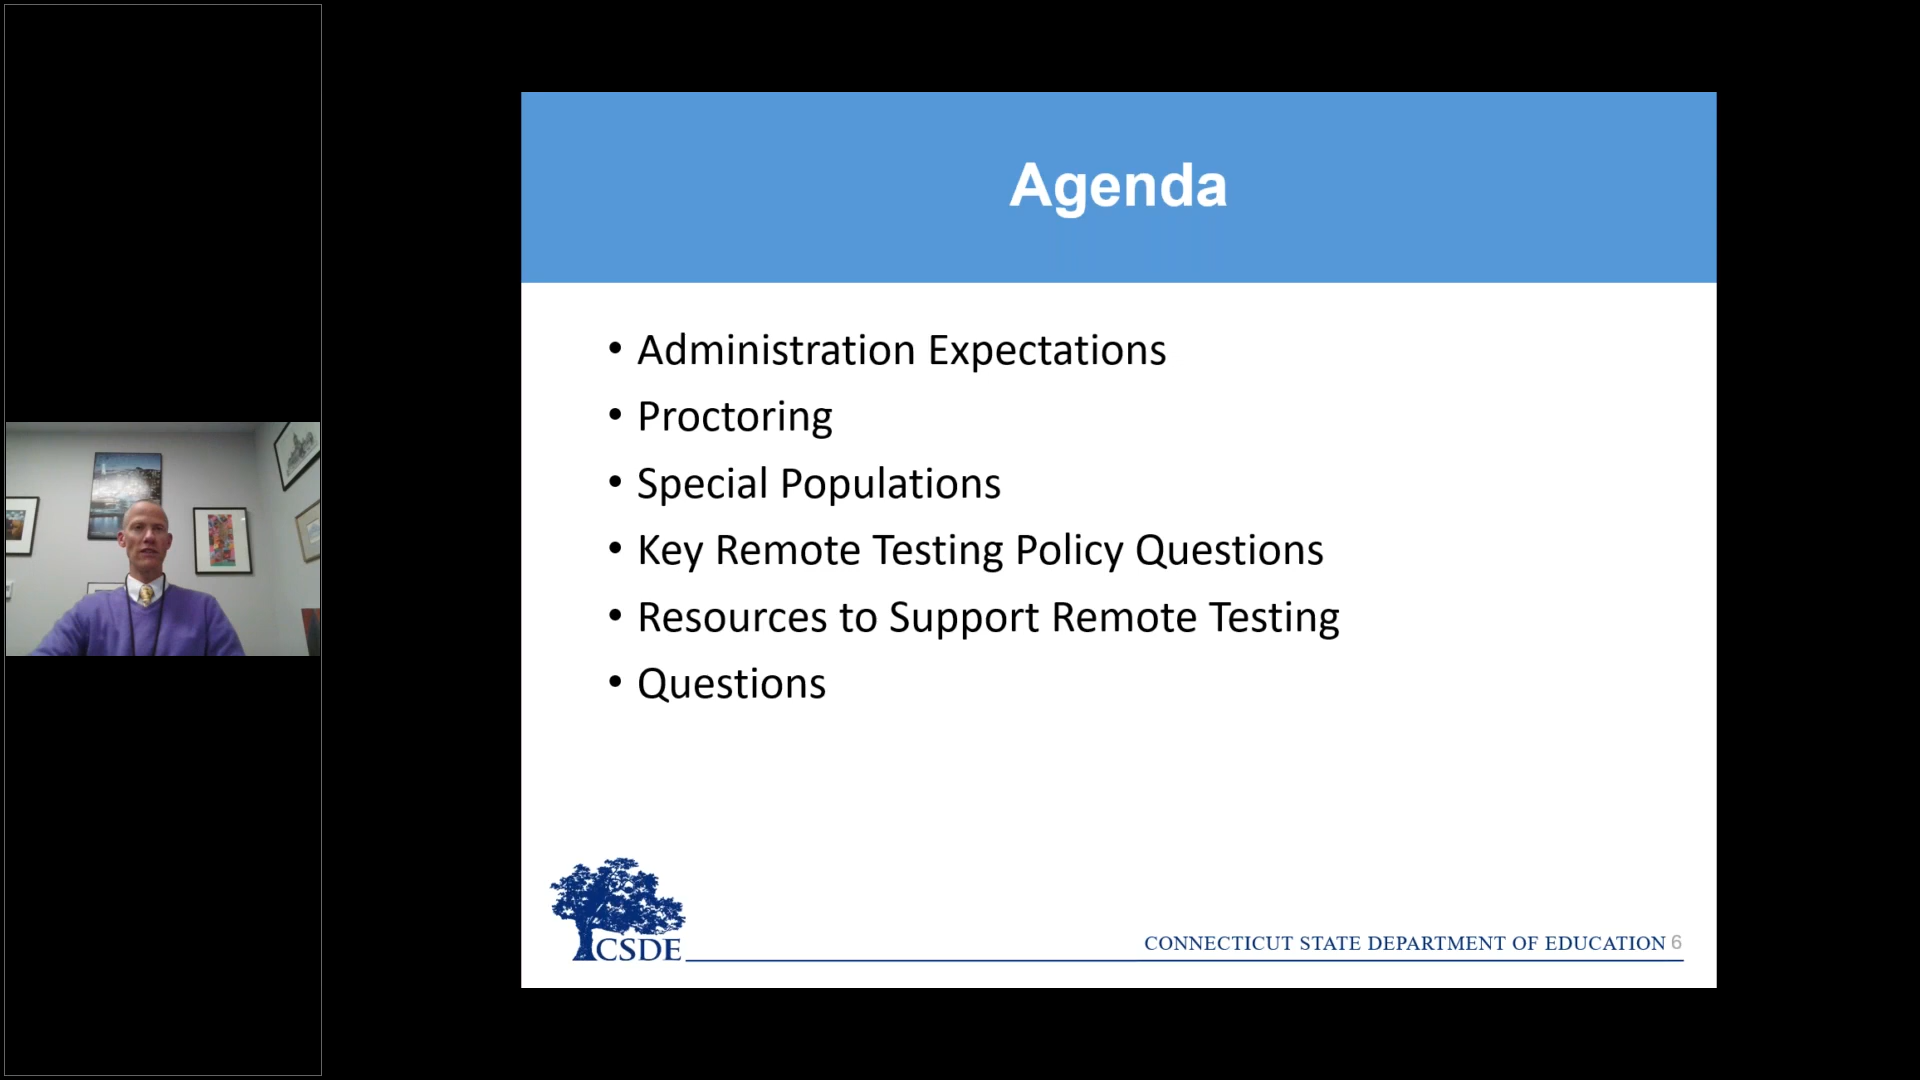 Agenda
• Administration Expectations
• Proctoring
• Special Populations
• Key Remote Testing Policy Questions
• Resources to Support Remote Testing
• Questions
CSDE
CONNECTICUT STATE DEPARTMENT OF EDUCATION 6